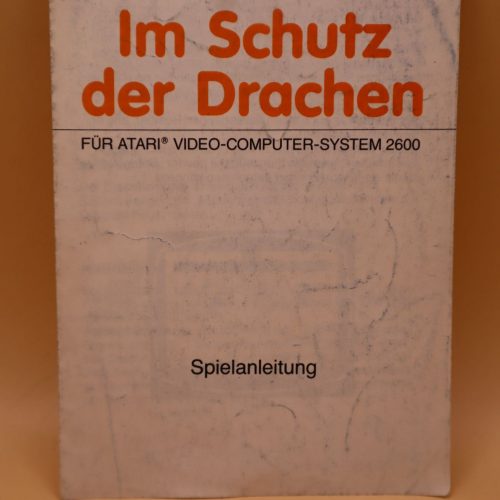 Im Schutz
der Drachen
FÜR ATARI® VIDEO-COMPUTER-SYSTEM 2600
Spielanleitung